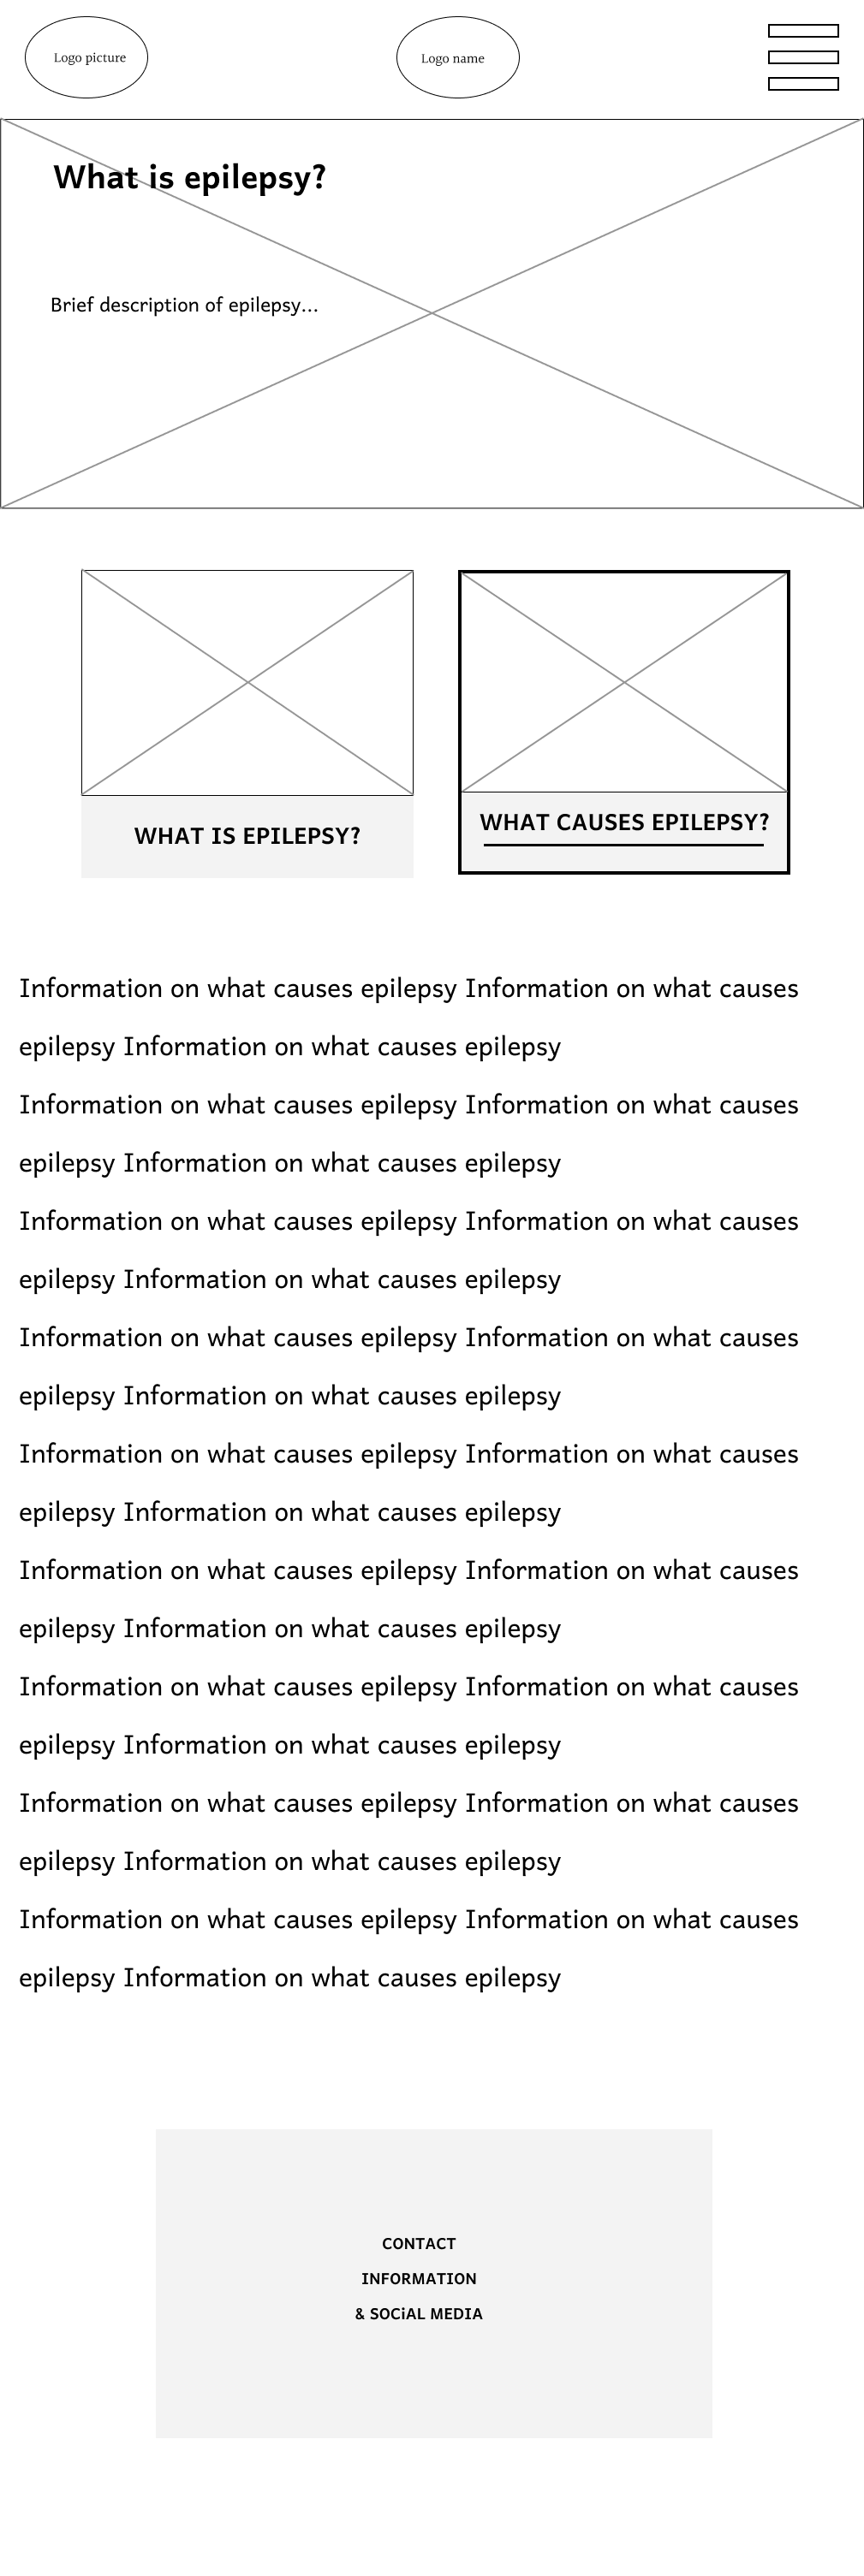 Logo picture
Logo name
What is epilepsy?
Brief description of epilepsy...
WHAT IS EPILEPSY?
WHAT CAUSES EPILEPSY?
Information on what causes epilepsy Information on what causes
epilepsy Information on what causes epilepsy
Information on what causes epilepsy Information on what causes
epilepsy Information on what causes epilepsy
Information on what causes epilepsy Information on what causes
epilepsy Information on what causes epilepsy
Information on what causes epilepsy Information on what causes
epilepsy Information on what causes epilepsy
Information on what causes epilepsy Information on what causes
epilepsy Information on what causes epilepsy
Information on what causes epilepsy Information on what causes
epilepsy Information on what causes epilepsy
Information on what causes epilepsy Information on what causes
epilepsy Information on what causes epilepsy
Information on what causes epilepsy Information on what causes
epilepsy Information on what causes epilepsy
Information on what causes epilepsy Information on what causes
epilepsy Information on what causes epilepsy
CONTACT
INFORMATION
& SOCiAL MEDIA